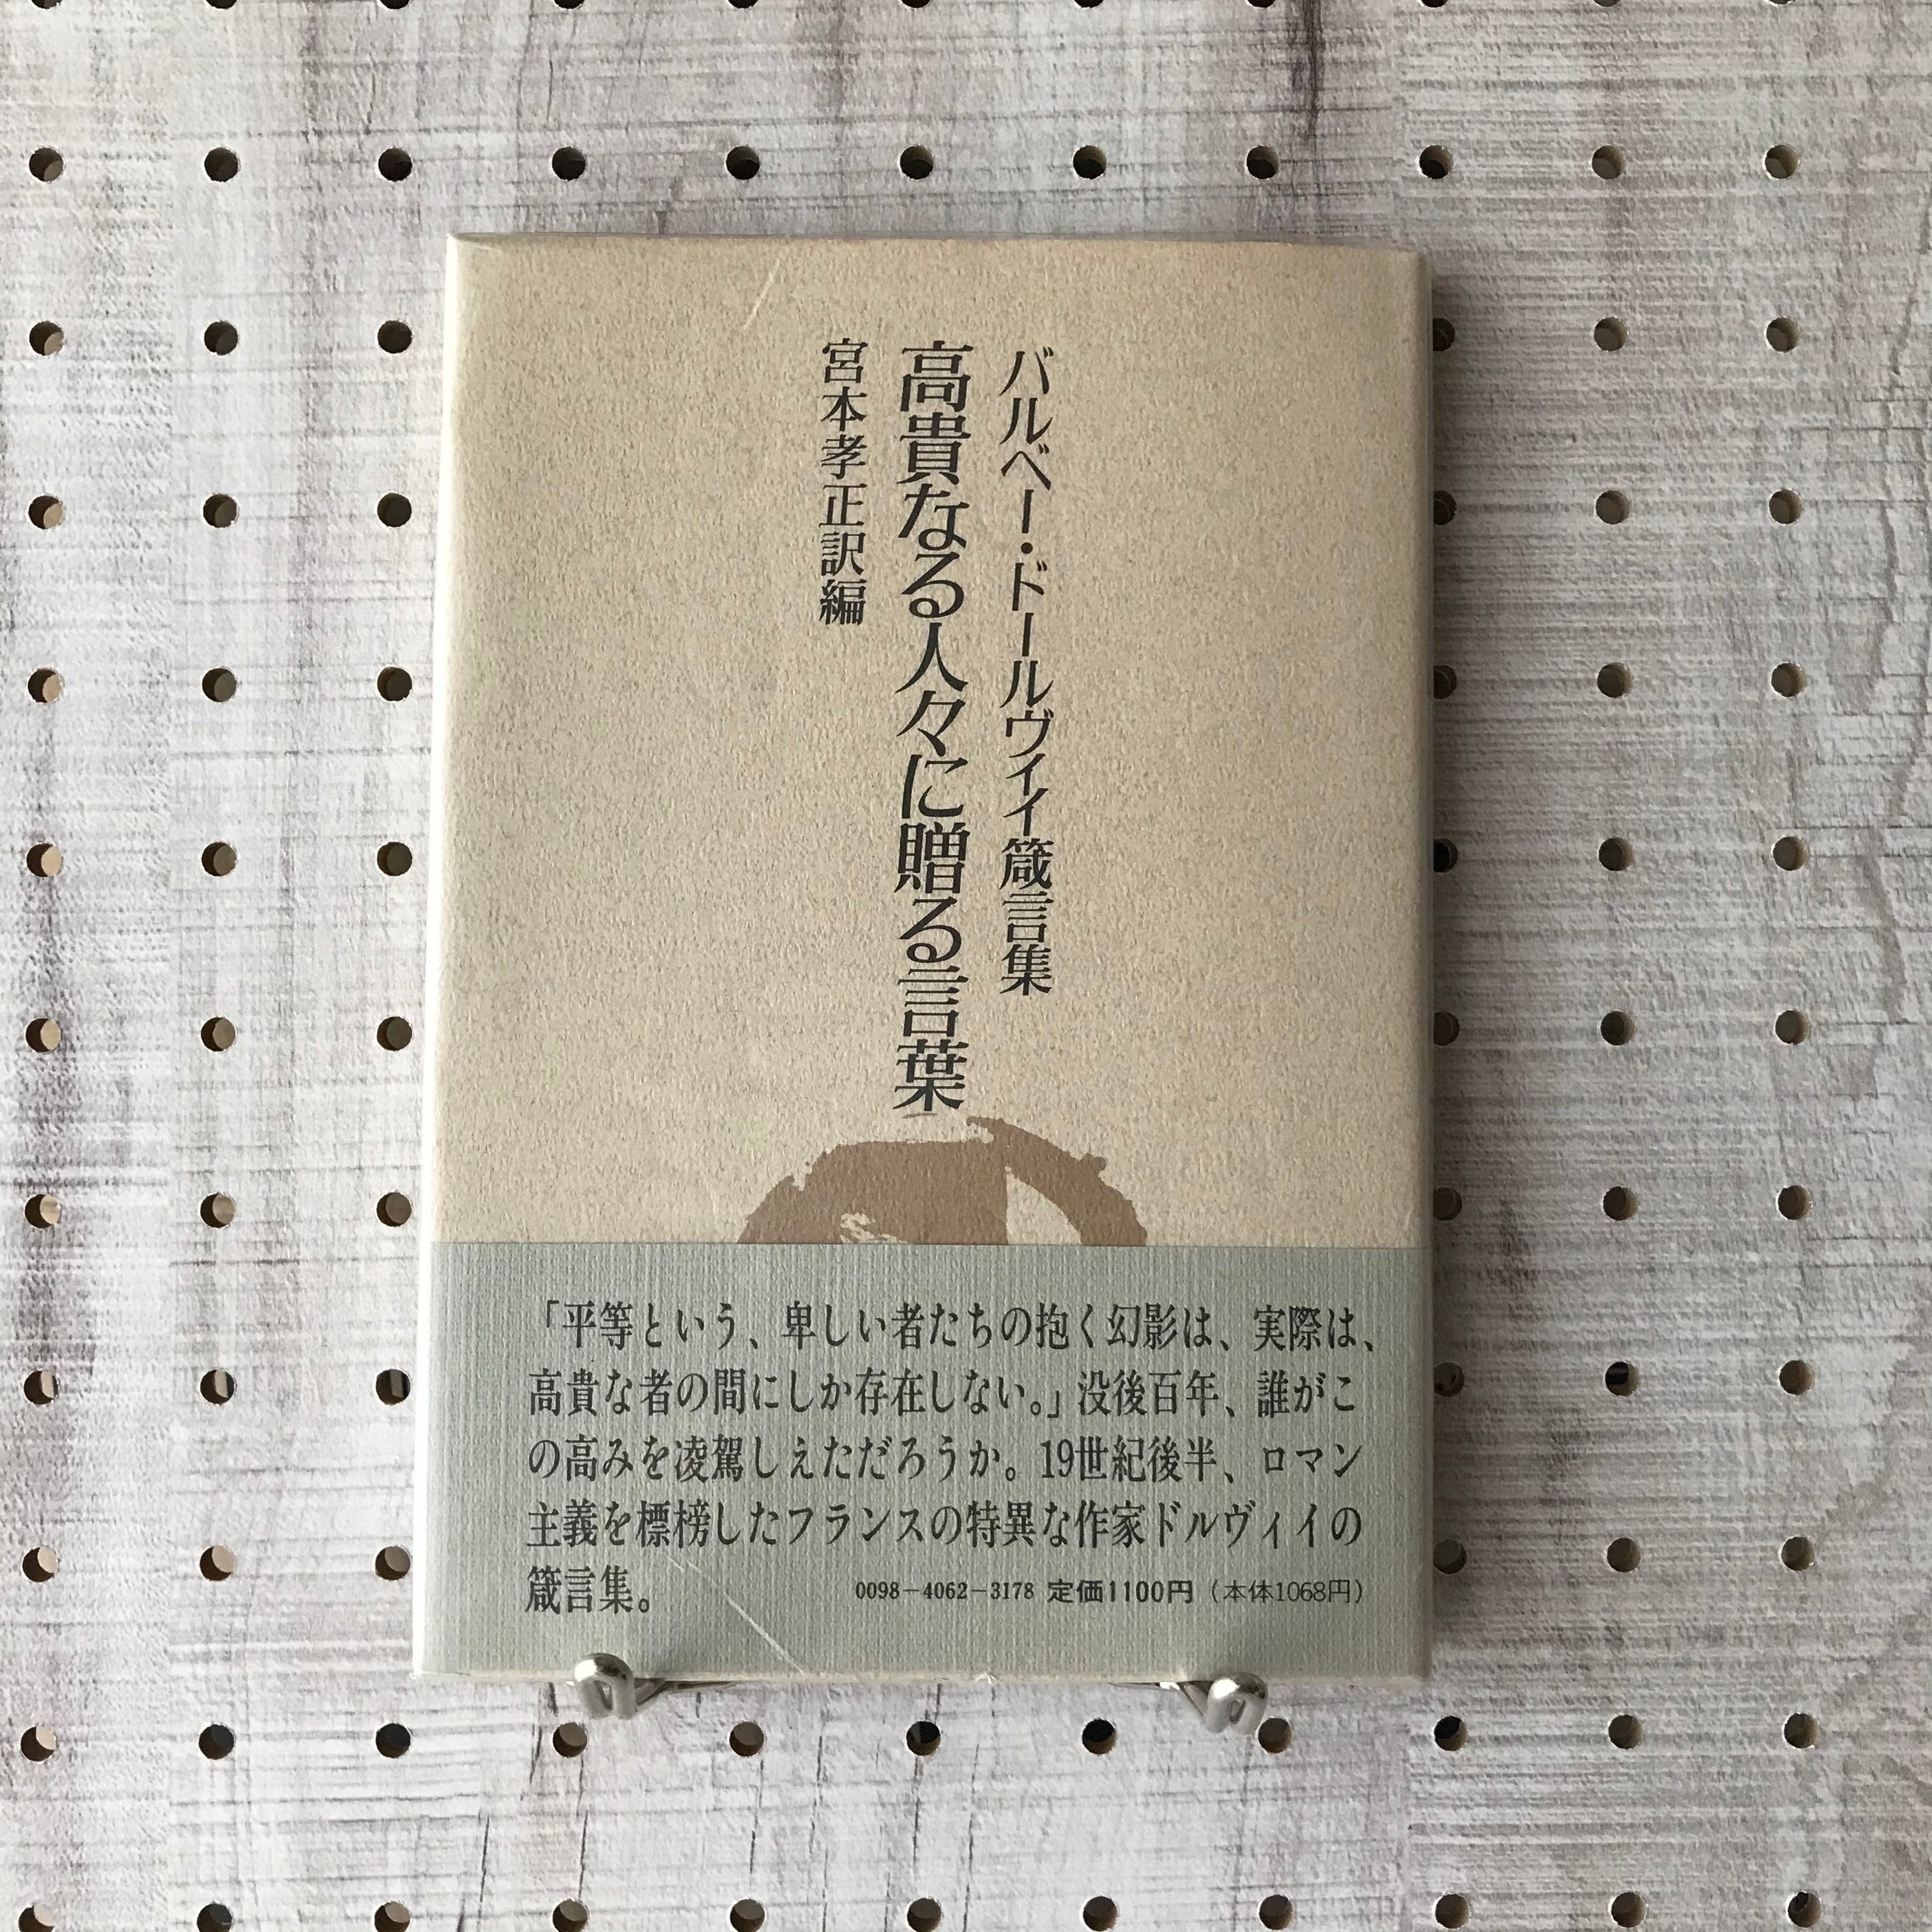 バルベー・ドールヴィイ箴言集
高貴なる人々に贈る言葉
宮本孝正訳編
「平等という、卑しい者たちの抱く幻影は、実際は、
高貴な者の間にしか存在しない。」没後百年、誰がこ
の高みを凌駕しえただろうか。19世紀後半、ロマン
主義を標榜したフランスの特異な作家ドルヴィイの
箴言集。
0098-4062-3178 定価1100円(本体1068円)